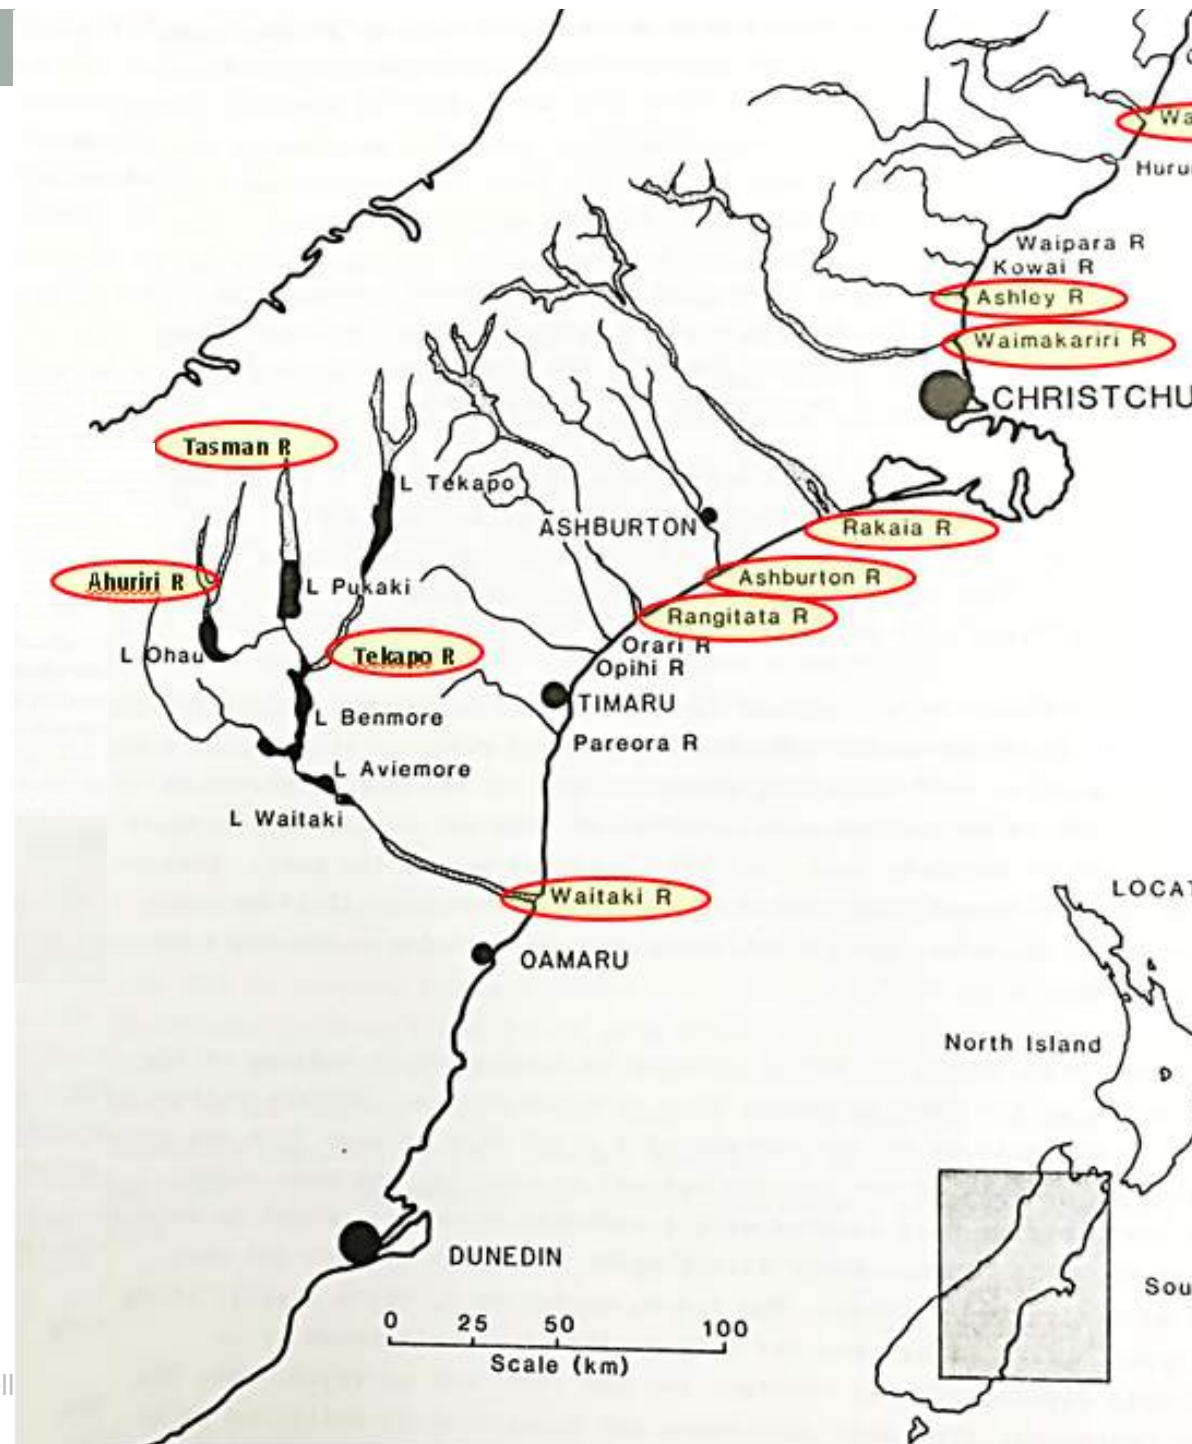 Wa
Huru
Waipara R
Kowai R
Ashley R
Waimakariri R
CHRISTCHU
Tasman R
L Tekapo
ASHBURTON
Rakaia R
Ahuriri R
L Pukaki
Ashburton R
Rangitata R
L Ohau
Tekapo R
Orari R
Opihi R
TIMARU
L Benmore
Pareora R
L Aviemore
L Waitaki
Waitaki R
LOCAT
OAMARU
North Island
DUNEDIN
Sou
0 25 50 100
Scale (km)